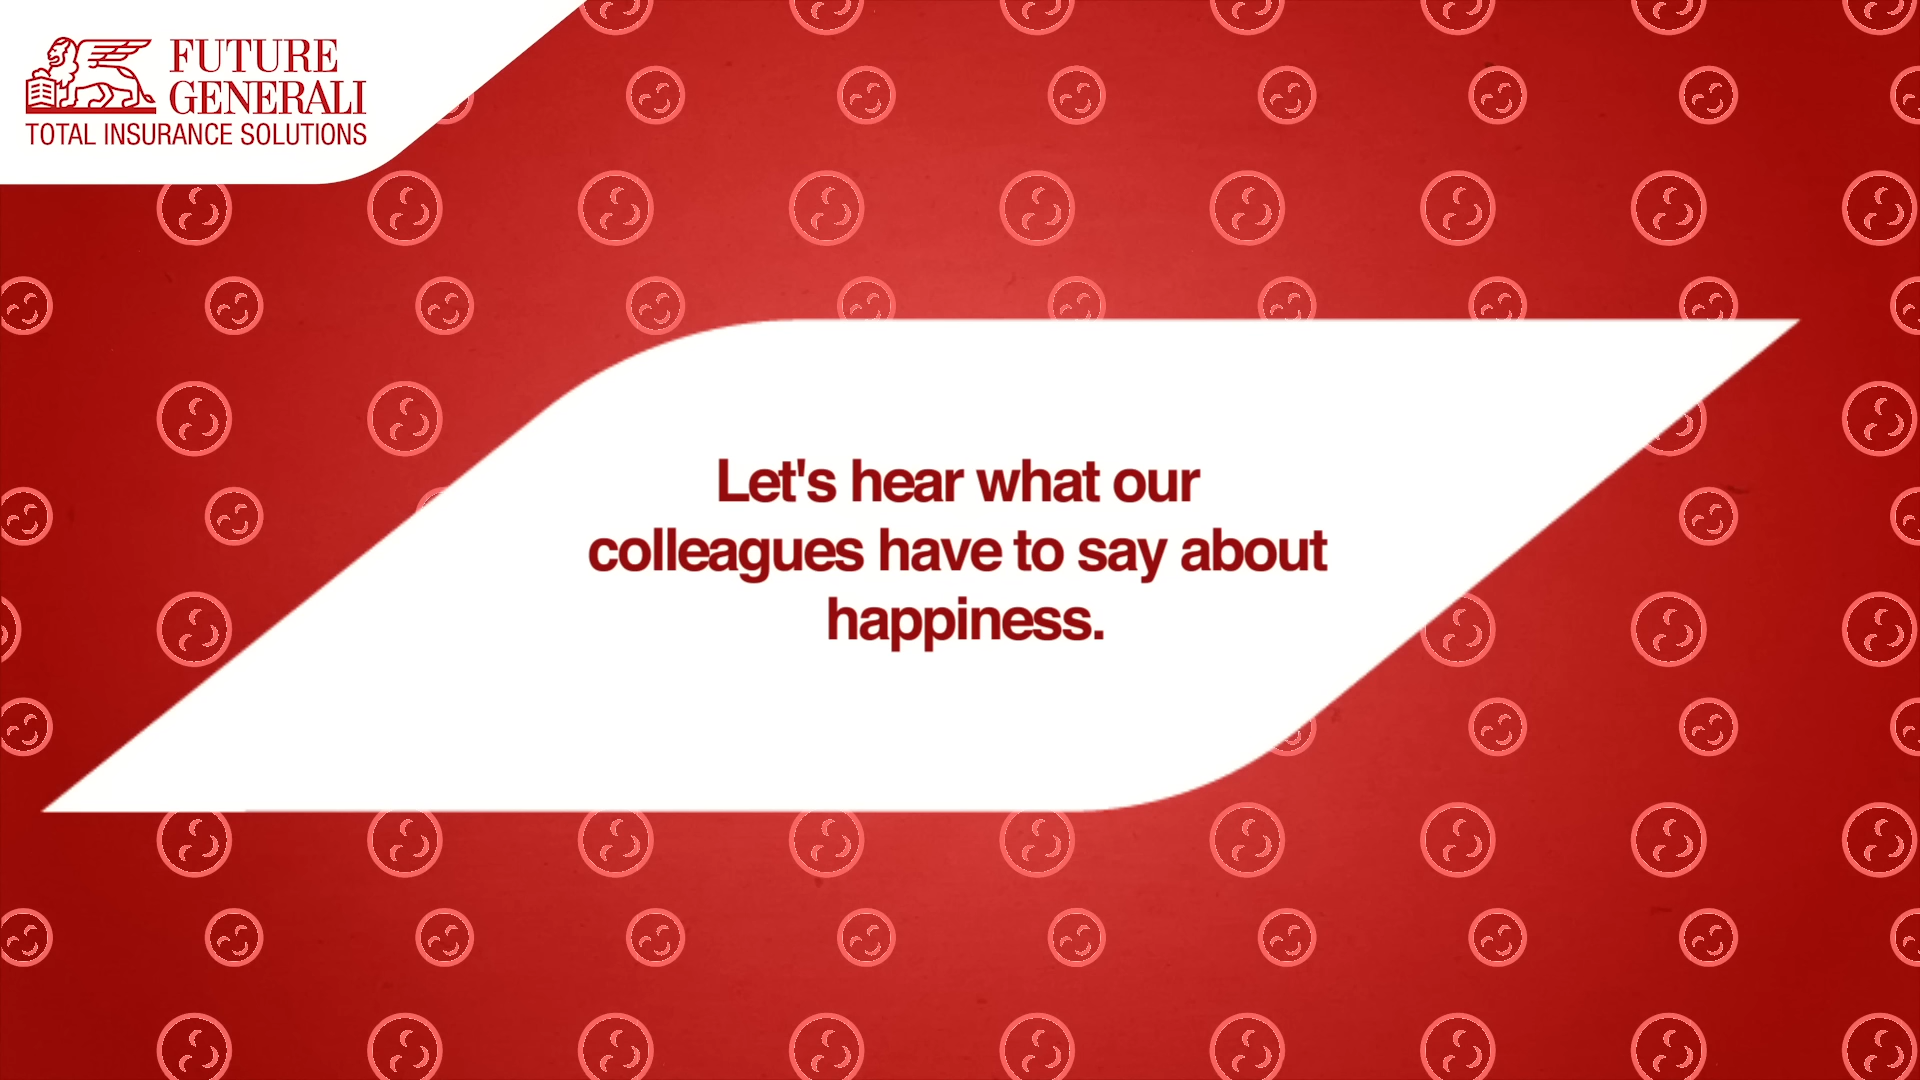 FUTURE
GENERALI
TOTAL INSURANCE SOLUTIONS
Let's hear what our
colleagues have to say about
happiness.